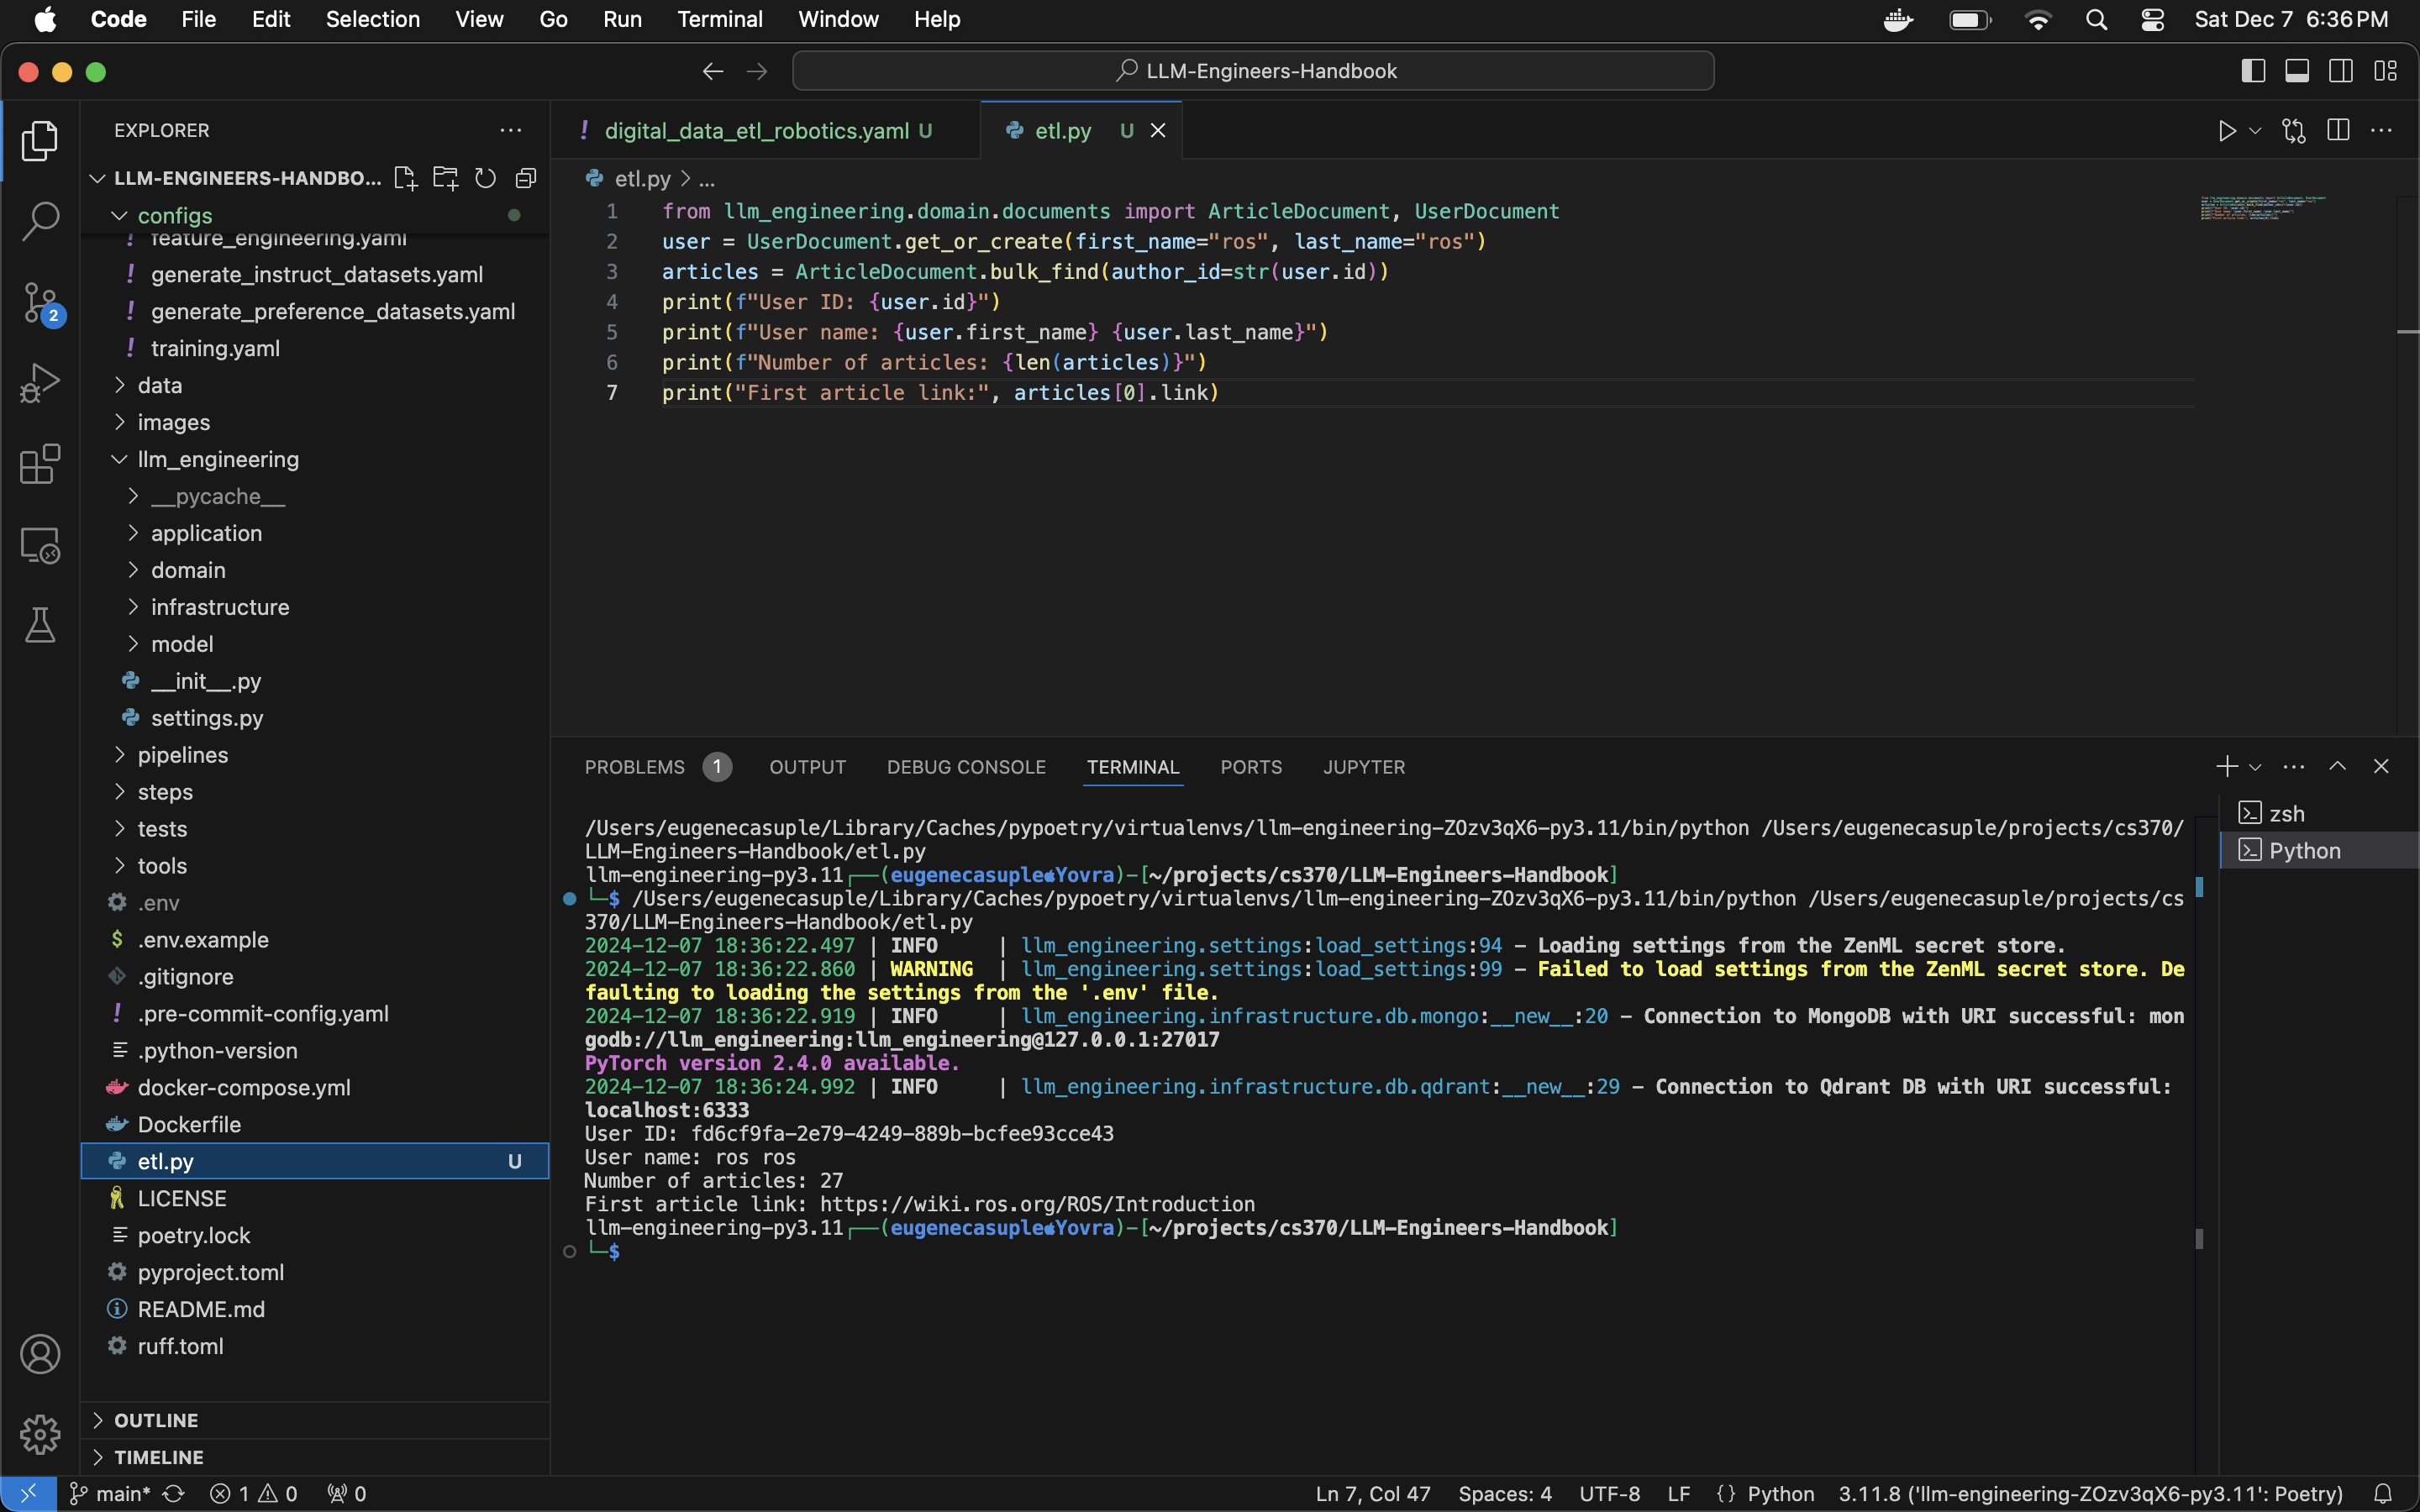 Code File Edit Selection View Go Run Terminal Window Help Sat Dec 7 6:36 PM
LLM-Engineers-Handbook
EXPLORER
LLM-ENGINEERS-HANDBO...
configs
feature_engineering.yaml
generate_instruct_datasets.yaml
generate_preference_datasets.yaml
training.yaml
data
images
llm_engineering
__pycache__
application
domain
infrastructure
model
__init__.py
settings.py
pipelines
steps
tests
tools
.env
.env.example
.gitignore
.pre-commit-config.yaml
.python-version
docker-compose.yml
Dockerfile
etl.py U
LICENSE
poetry.lock
pyproject.toml
README.md
ruff.toml
OUTLINE
TIMELINE
2
! digital_data_etl_robotics.yaml U etl.py U
etl.py > ...
1 from llm_engineering.domain.documents import ArticleDocument, UserDocument
2 user = UserDocument.get_or_create(first_name="ros", last_name="ros")
3 articles = ArticleDocument.bulk_find(author_id=str(user.id))
4 print(f"User ID: {user.id}")
5 print(f"User name: {user.first_name} {user.last_name}")
6 print(f"Number of articles: {len(articles)}")
7 print("First article link:", articles[0].link)
PROBLEMS 1 OUTPUT DEBUG CONSOLE TERMINAL PORTS JUPYTER
zsh
Python
/Users/eugenecasuple/Library/Caches/pypoetry/virtualenvs/llm-engineering-ZOzv3qX6-py3.11/bin/python /Users/eugenecasuple/projects/cs370/
LLM-Engineers-Handbook/etl.py
llm-engineering-py3.11┌──(eugenecasuple Yovra)-[~/projects/cs370/LLM-Engineers-Handbook]
└─$ /Users/eugenecasuple/Library/Caches/pypoetry/virtualenvs/llm-engineering-ZOzv3qX6-py3.11/bin/python /Users/eugenecasuple/projects/cs
370/LLM-Engineers-Handbook/etl.py
2024-12-07 18:36:22.497 | INFO | llm_engineering.settings:load_settings:94 - Loading settings from the ZenML secret store.
2024-12-07 18:36:22.860 | WARNING | llm_engineering.settings:load_settings:99 - Failed to load settings from the ZenML secret store. De
faulting to loading the settings from the '.env' file.
2024-12-07 18:36:22.919 | INFO | llm_engineering.infrastructure.db.mongo:__new__:20 - Connection to MongoDB with URI successful: mon
godb://llm_engineering:llm_engineering@127.0.0.1:27017
PyTorch version 2.4.0 available.
2024-12-07 18:36:24.992 | INFO | llm_engineering.infrastructure.db.qdrant:__new__:29 - Connection to Qdrant DB with URI successful:
localhost:6333
User ID: fd6cf9fa-2e79-4249-889b-bcfee93cce43
User name: ros ros
Number of articles: 27
First article link: https://wiki.ros.org/ROS/Introduction
llm-engineering-py3.11┌──(eugenecasuple Yovra)-[~/projects/cs370/LLM-Engineers-Handbook]
└─$
main* 1 0 0 Ln 7, Col 47 Spaces: 4 UTF-8 LF {} Python 3.11.8 ('llm-engineering-ZOzv3qX6-py3.11': Poetry)